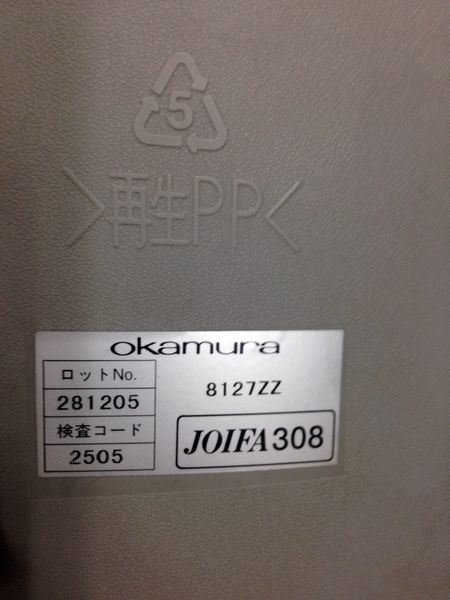 5
>再生PP<
okamura
ロットNo.
281205
検査コード
2505
8127ZZ
JOIFA308